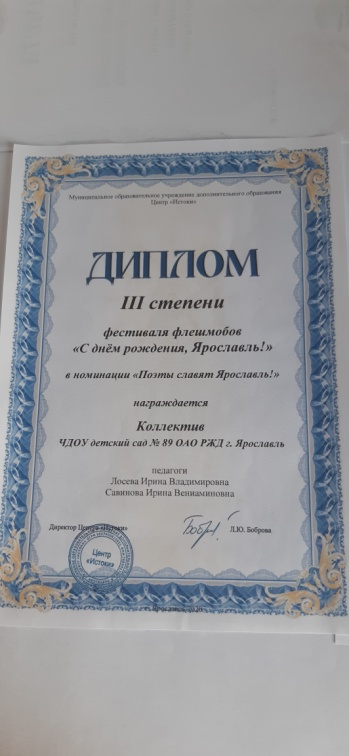 Муниципальное образовательное учреждение дополнительного образования
Центр «Истоки»
ДИПЛОМ
III степени
фестиваля флешмобов
«С днём рождения, Ярославль!»
в номинации «Поэты славят Ярославль!»
награждается
Коллектив
ЧДОУ детский сад № 89 ОАО РЖД г. Ярославль
педагоги
Лосева Ирина Владимировна
Савинова Ирина Вениаминовна
Директор Центра «Истоки» Л.Ю. Боброва
Центр
«Истоки»